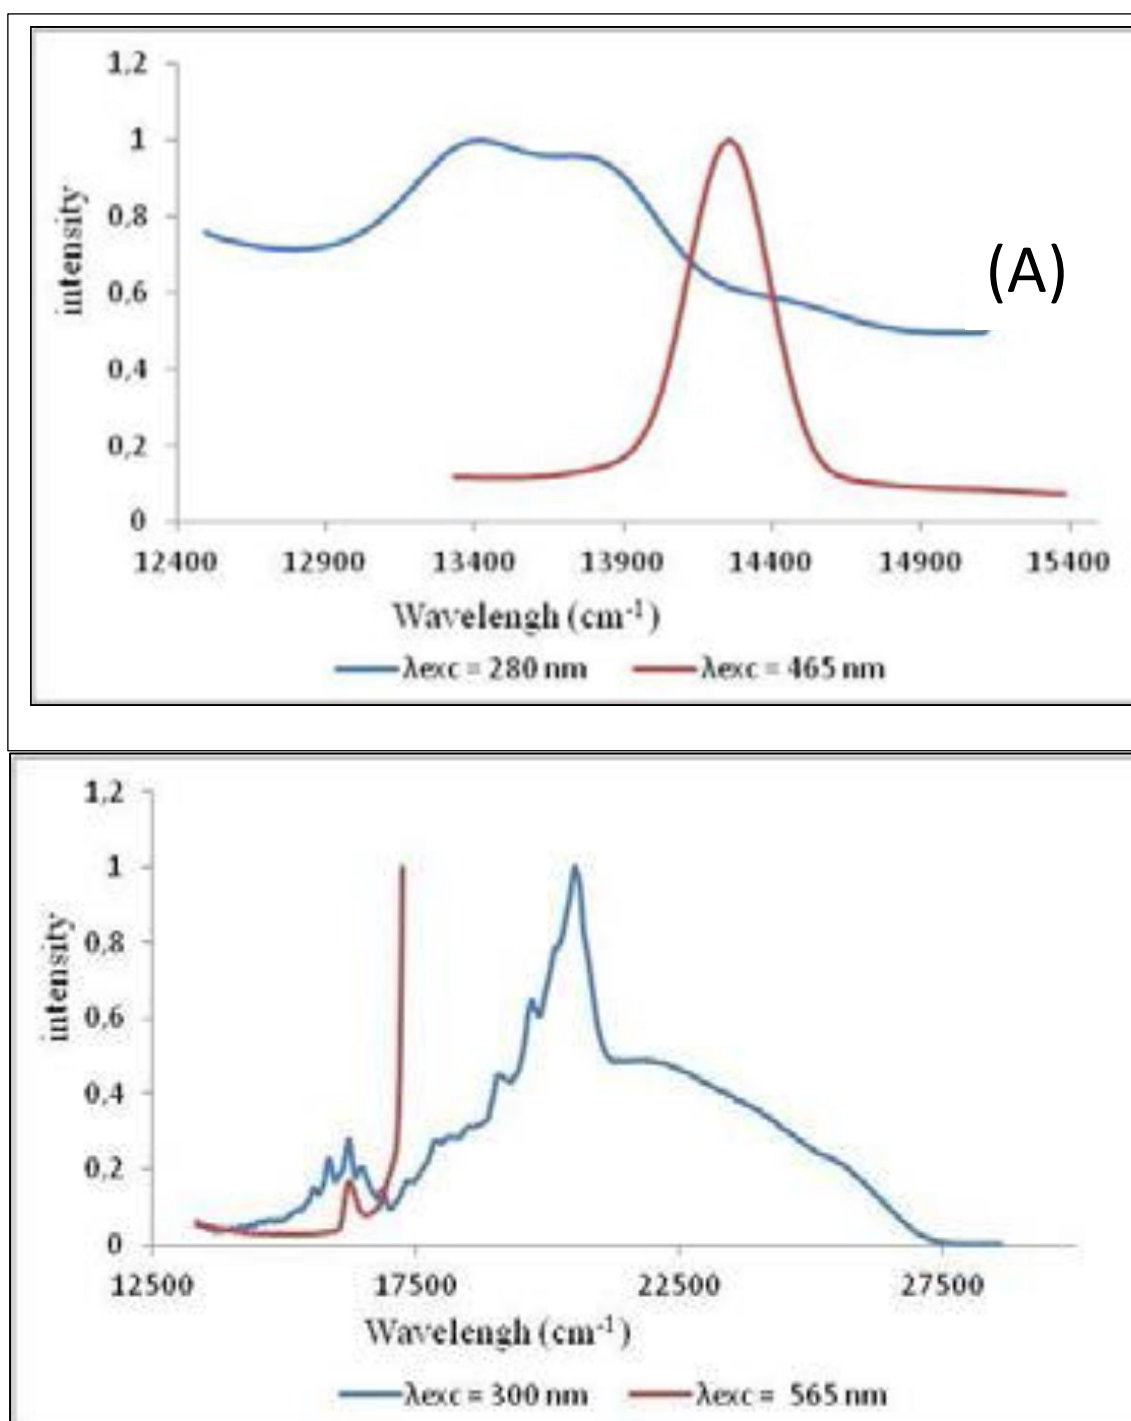 1,2
1
0,8
0,6
0,4
0,2
0
intensity
(A)
12400 12900 13400 13900 14400 14900 15400
Wavelengh (cm-1)
λexc = 280 nm λexc = 465 nm
1,2
1
0,8
0,6
0,4
0,2
0
intensity
12500 17500 22500 27500
Wavelengh (cm-1)
λexc = 300 nm λexc = 565 nm